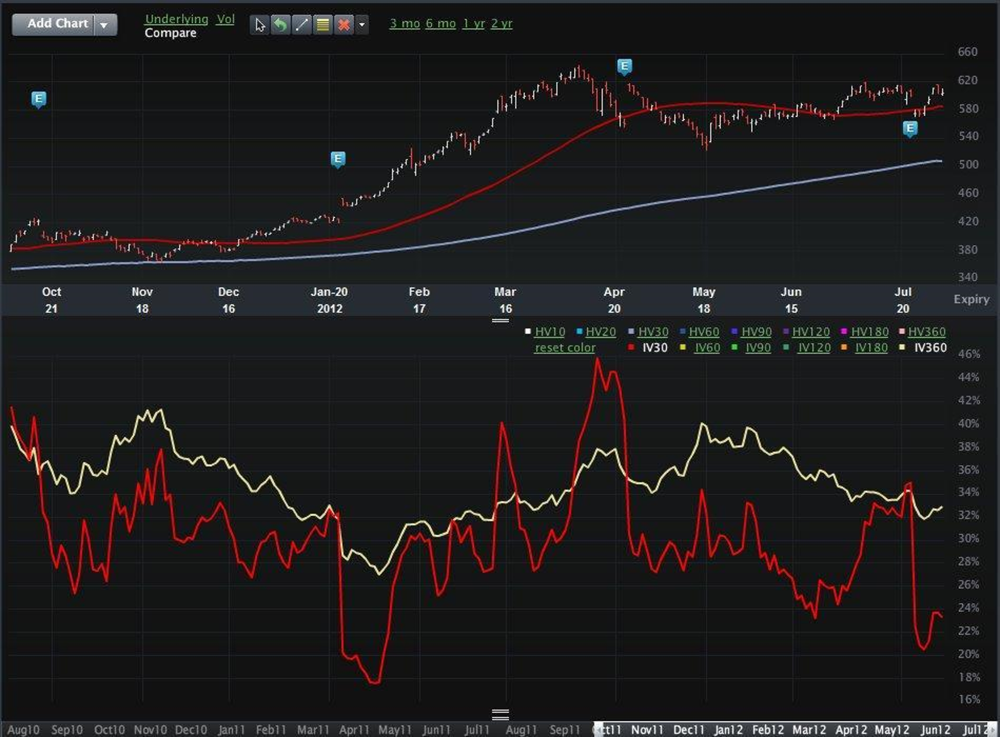 Add Chart
Underlying Vol
Compare
3 mo 6 mo 1 yr 2 yr
660
E
620
E
580
E
540
E
500
460
420
380
340
Oct Nov Dec Jan-20 Feb Mar Apr May Jun Jul
Expiry
21 18 16 2012 17 16 20 18 15 20
HV10 HV20 HV30 HV60 HV90 HV120 HV180 HV360
reset color IV30 IV60 IV90 IV120 IV180 IV360
46%
44%
42%
40%
38%
36%
34%
32%
30%
28%
26%
24%
22%
20%
18%
16%
Aug10 Sep10 Oct10 Nov10 Dec10 Jan11 Feb11 Mar11 Apr11 May11 Jun11 Jul11 Aug11 Sep11 ct11 Nov11 Dec11 Jan12 Feb12 Mar12 Apr12 May12 Jun12 Jul12